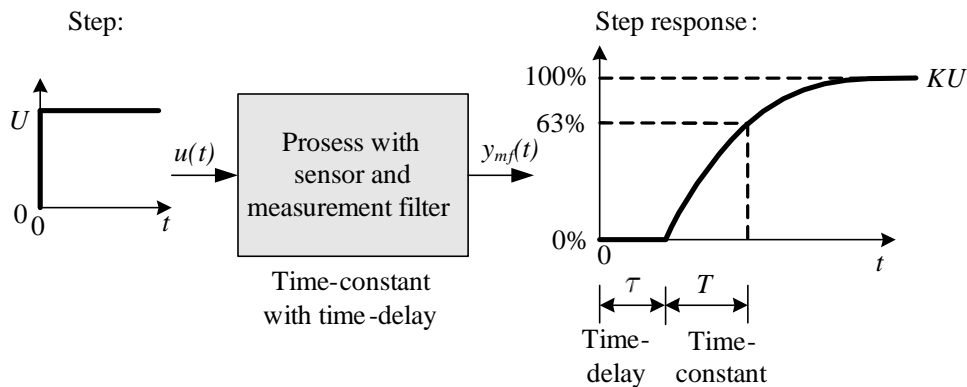 Step:
U
0
0
t
u(t)
Prosess with
sensor and
measurement filter
y_mf(t)
Time-constant
with time-delay
Step response:
100%
KU
63%
0%
0
t
τ
T
Time-
delay
Time-
constant